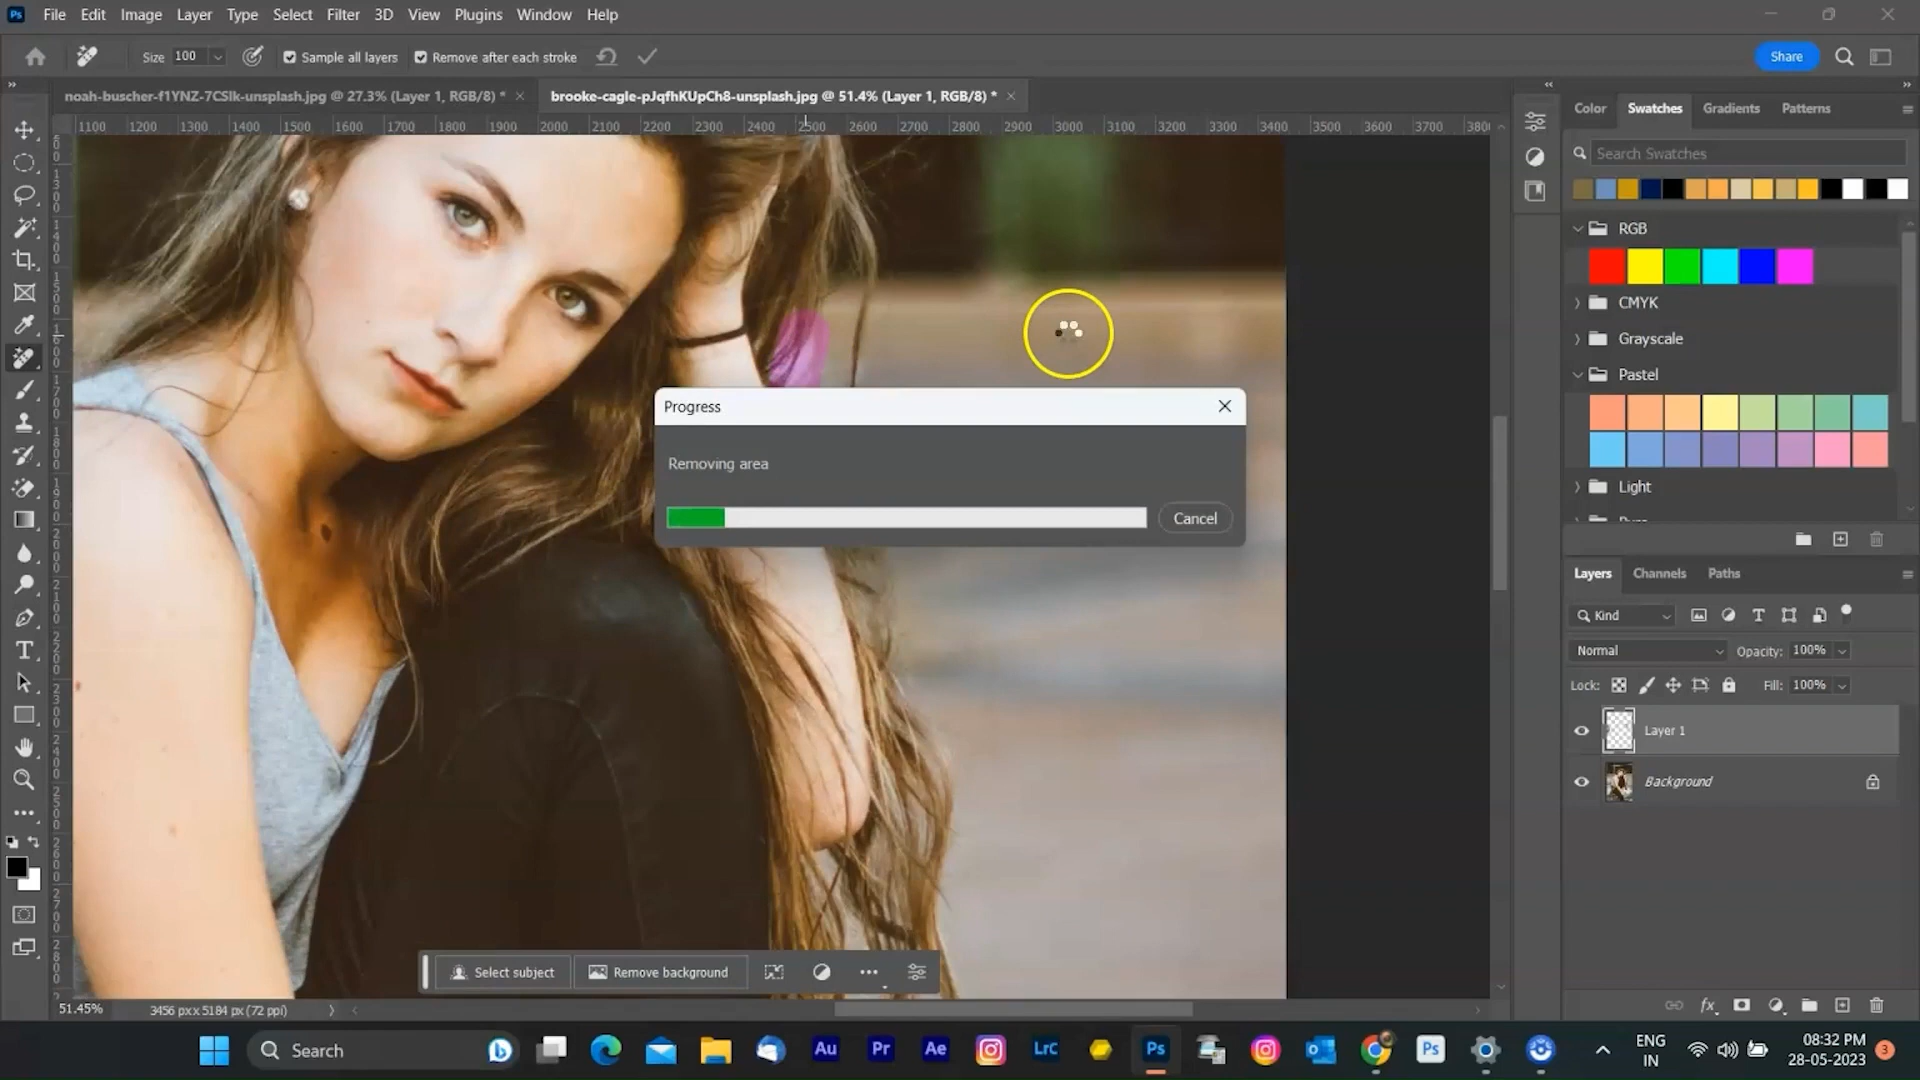 Ps File Edit Image Layer Type Select Filter 3D View Plugins Window Help
Size 100 Sample all layers Remove after each stroke Share
noah-buscher-f1YNZ-7CSlk-unsplash.jpg @ 27.3% (Layer 1, RGB/8) * brooke-cagle-pJqfhKUpCh8-unsplash.jpg @ 51.4% (Layer 1, RGB/8) *
Color Swatches Gradients Patterns
1100 1200 1300 1400 1500 1600 1700 1800 1900 2000 2100 2200 2300 2400 2500 2600 2700 2800 2900 3000 3100 3200 3300 3400 3500 3600 3700 380
Search Swatches
RGB
CMYK
Grayscale
Pastel
Light
Progress
Removing area
Cancel
Layers Channels Paths
Kind
Normal Opacity: 100%
Lock: Fill: 100%
Layer 1
Background
Select subject Remove background
51.45% 3456 px x 5184 px (72 ppi)
Search Au Pr Ae LrC Ps Ps
ENG
IN
08:32 PM
28-05-2023
3